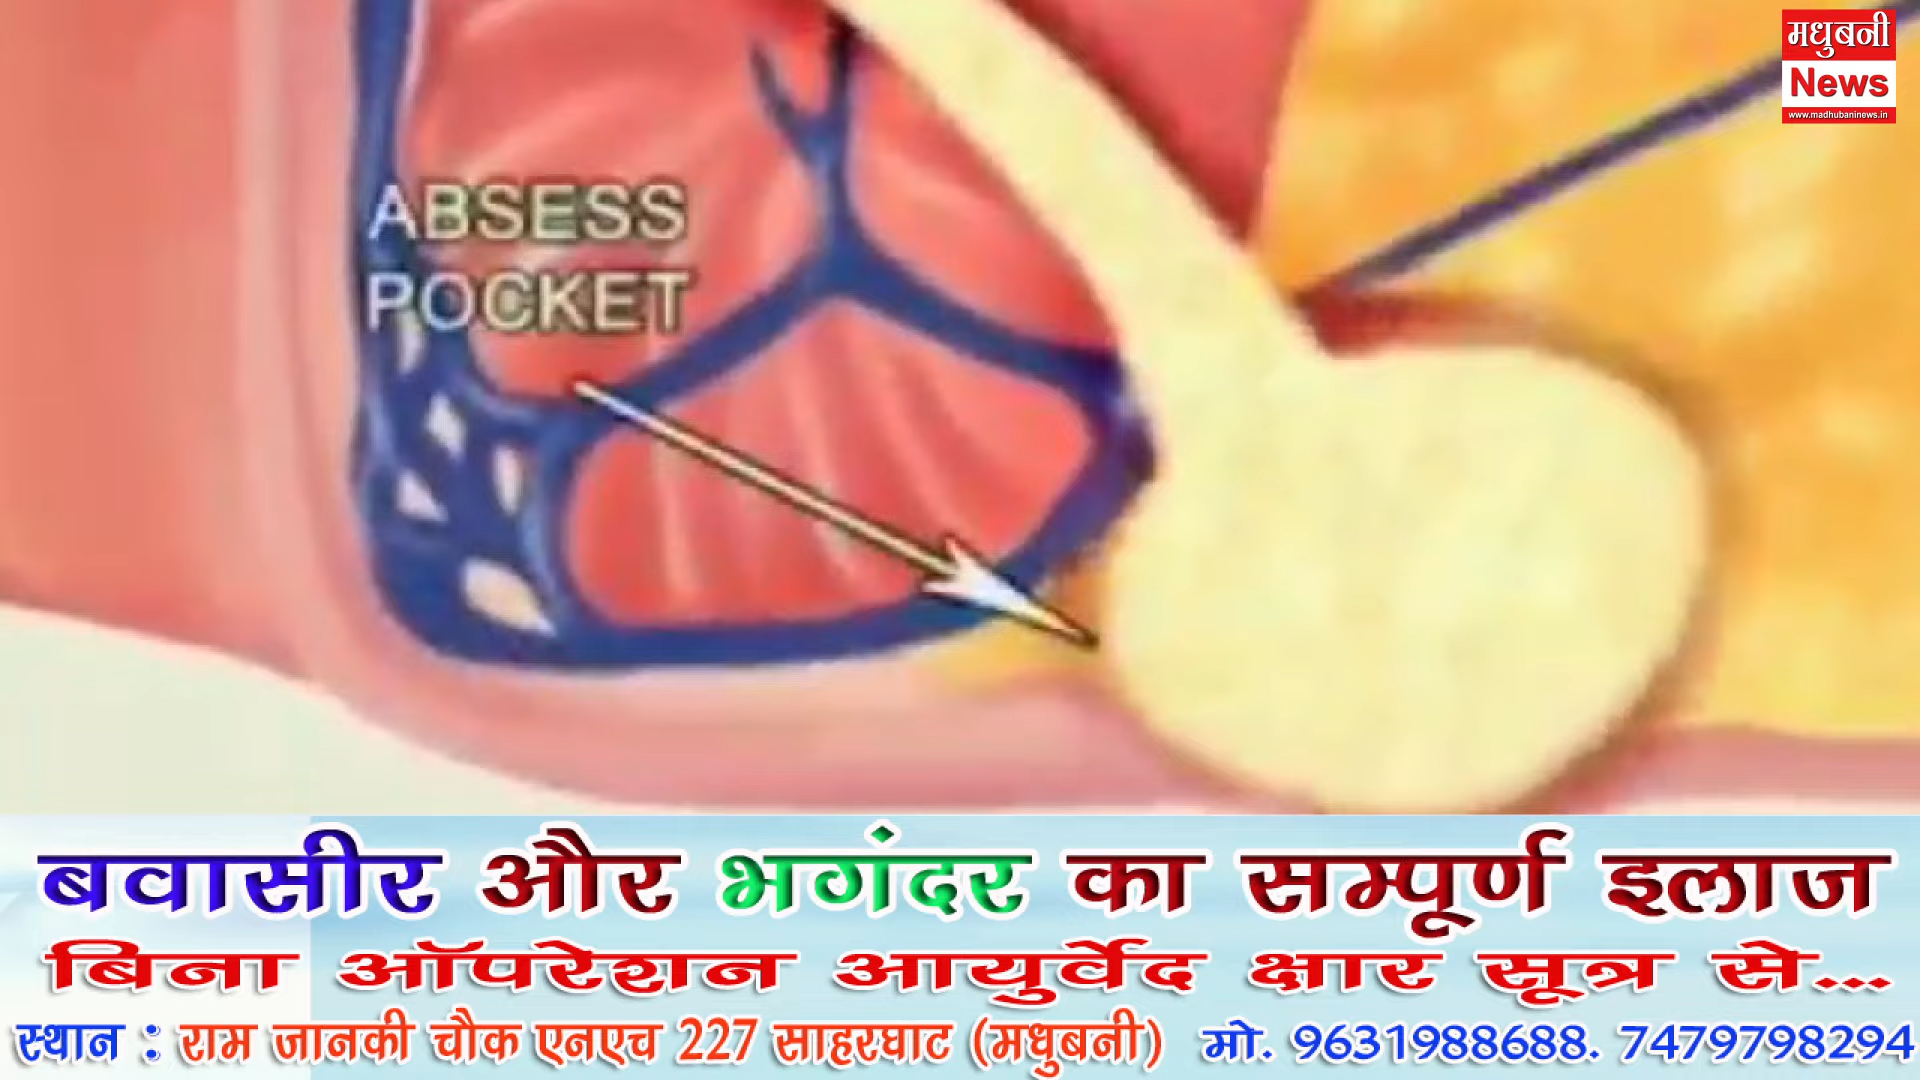 मधुबनी
News
www.madhubaninews.in
ABSESS
POCKET
बवासीर और भगंदर का सम्पूर्ण इलाज
बिना ऑपरेशन आयुर्वेद क्षार सूत्र से...
स्थान : राम जानकी चौक एनएच 227 साहरघाट (मधुबनी) मो. 9631988688. 7479798294